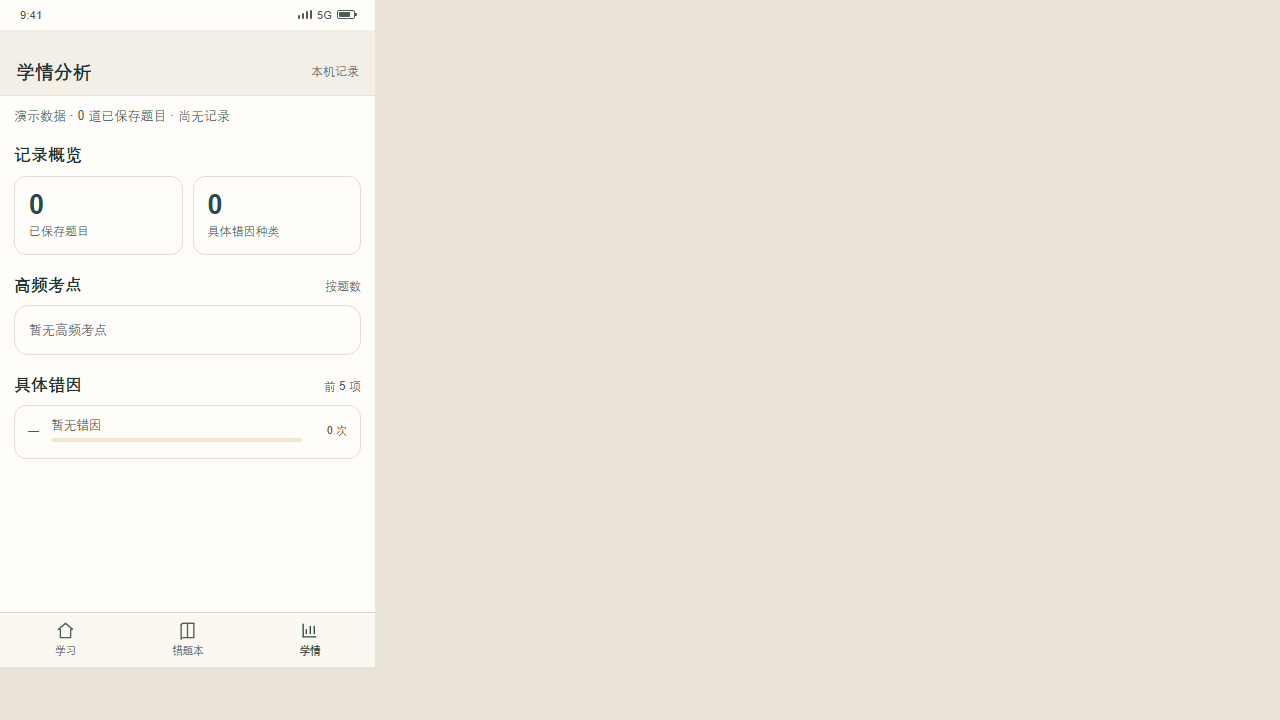 9:41 5G
学情分析 本机记录
演示数据 · 0 道已保存题目 · 尚无记录
记录概览
0 0
已保存题目 具体错因种类
高频考点 按题数
暂无高频考点
具体错因 前 5 项
— 暂无错因 0 次
学习 错题本 学情